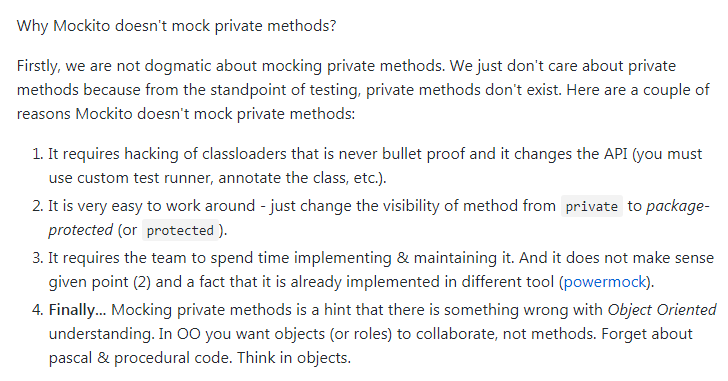 Why Mockito doesn't mock private methods?
Firstly, we are not dogmatic about mocking private methods. We just don't care about private
methods because from the standpoint of testing, private methods don't exist. Here are a couple of
reasons Mockito doesn't mock private methods:
1. It requires hacking of classloaders that is never bullet proof and it changes the API (you must
use custom test runner, annotate the class, etc.).
2. It is very easy to work around - just change the visibility of method from private to package-
protected (or protected).
3. It requires the team to spend time implementing & maintaining it. And it does not make sense
given point (2) and a fact that it is already implemented in different tool (powermock).
4. Finally... Mocking private methods is a hint that there is something wrong with Object Oriented
understanding. In OO you want objects (or roles) to collaborate, not methods. Forget about
pascal & procedural code. Think in objects.